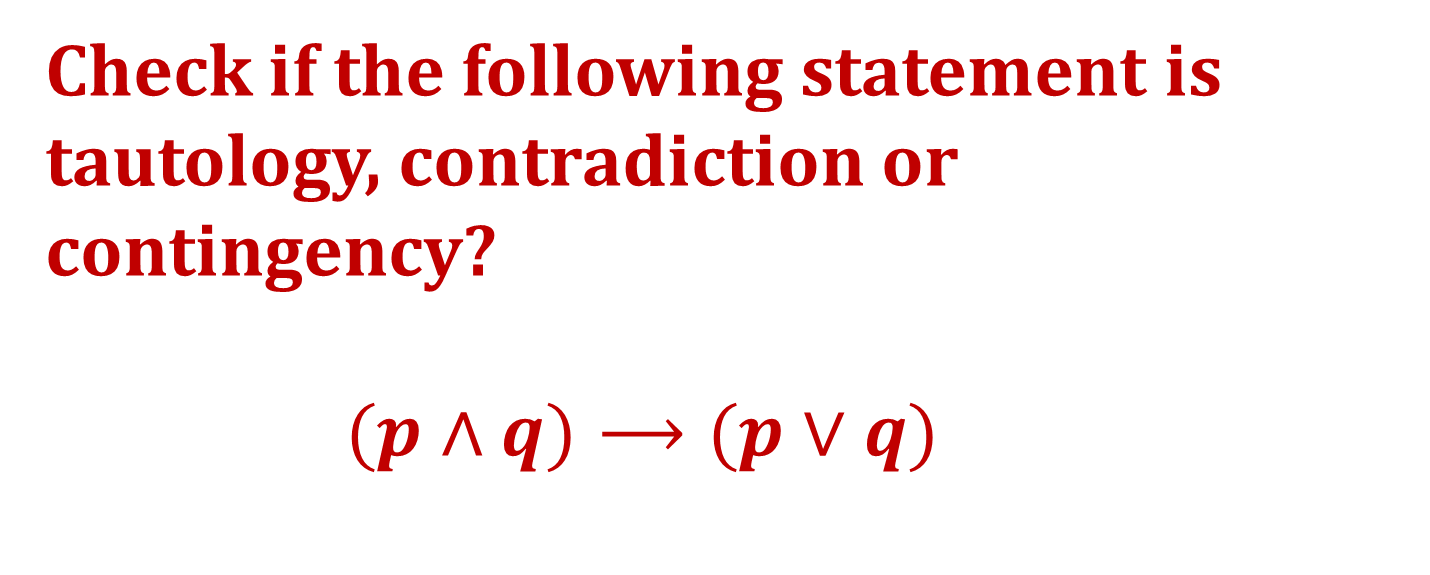 Check if the following statement is
tautology, contradiction or
contingency?
(p ∧ q) ⟶ (p ∨ q)